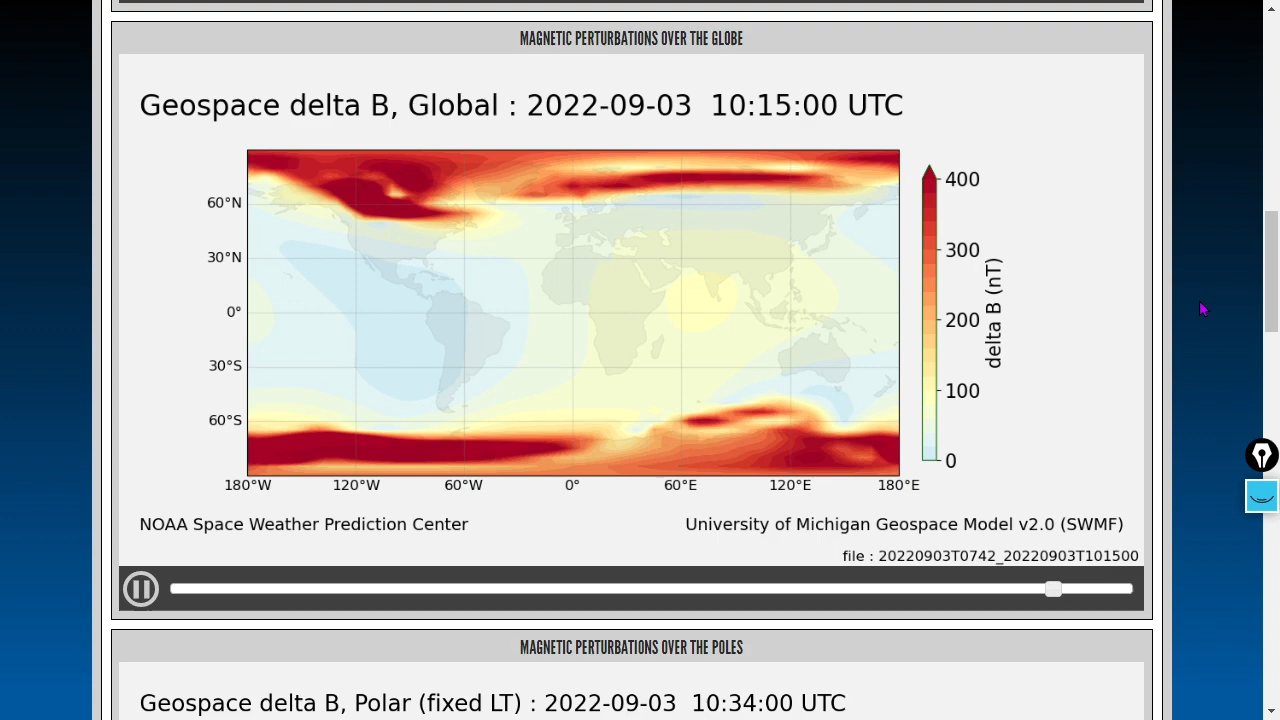 MAGNETIC PERTURBATIONS OVER THE GLOBE
Geospace delta B, Global : 2022-09-03 10:15:00 UTC
60°N
30°N
0°
30°S
60°S
180°W 120°W 60°W 0° 60°E 120°E 180°E
400
300
200
100
0
delta B (nT)
NOAA Space Weather Prediction Center
University of Michigan Geospace Model v2.0 (SWMF)
file : 20220903T0742_20220903T101500
MAGNETIC PERTURBATIONS OVER THE POLES
Geospace delta B, Polar (fixed LT) : 2022-09-03 10:34:00 UTC